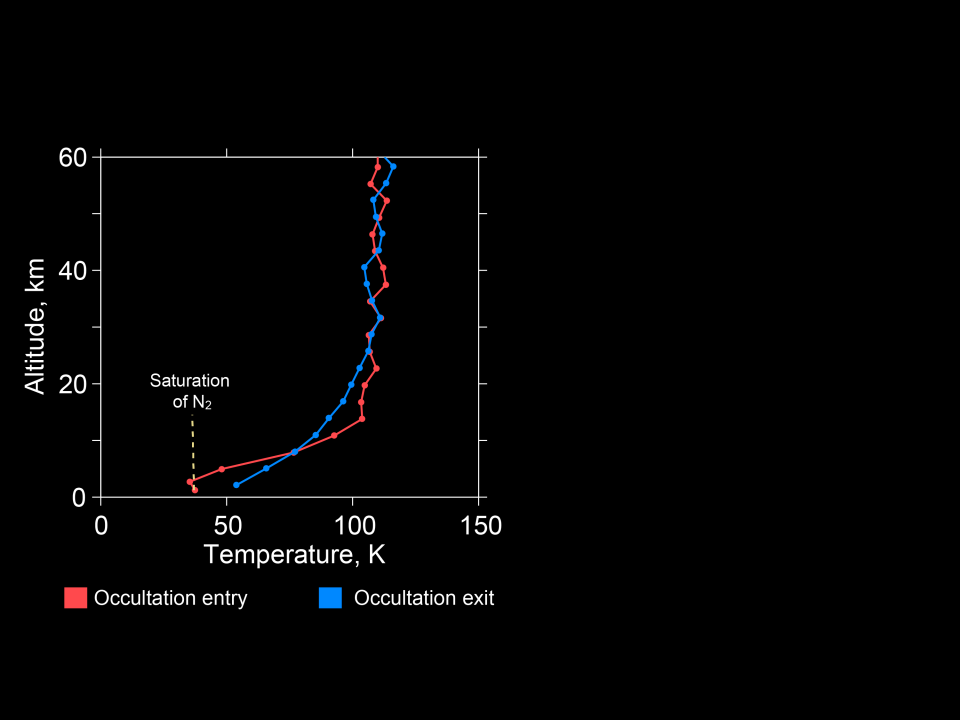 60
40
20
0
Altitude, km
Saturation
of N₂
0 50 100 150
Temperature, K
Occultation entry Occultation exit